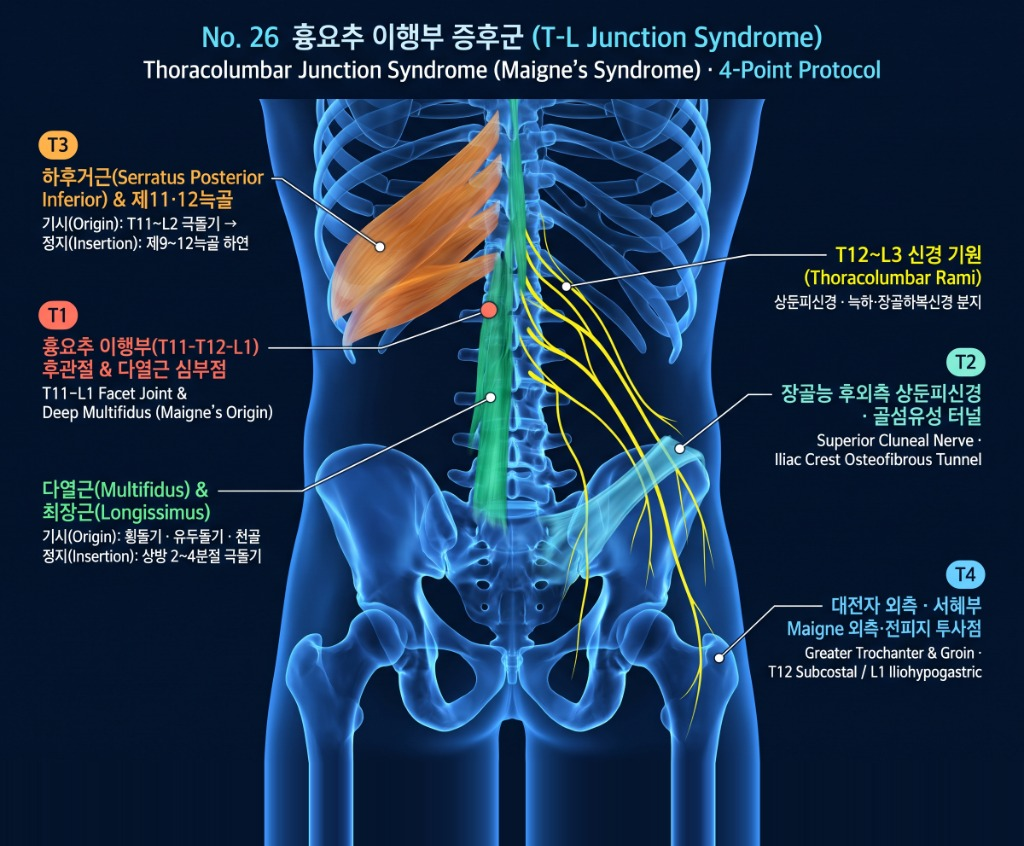 No. 26 흉요추 이행부 증후군 (T-L Junction Syndrome)
Thoracolumbar Junction Syndrome (Maigne's Syndrome) · 4-Point Protocol
T3
하후거근(Serratus Posterior
Inferior) & 제11·12늑골
기시(Origin): T11~L2 극돌기 →
정지(Insertion): 제9~12늑골 하연
T1
흉요추 이행부(T11-T12-L1)
후관절 & 다열근 심부점
T11-L1 Facet Joint &
Deep Multifidus (Maigne's Origin)
다열근(Multifidus) &
최장근(Longissimus)
기시(Origin): 횡돌기 · 유두돌기 · 천골
정지(Insertion): 상방 2~4분절 극돌기
T12~L3 신경 기원
(Thoracolumbar Rami)
상둔피신경 · 늑하·장골하복신경 분지
T2
장골능 후외측 상둔피신경
· 골섬유성 터널
Superior Cluneal Nerve ·
Iliac Crest Osteofibrous Tunnel
T4
대전자 외측 · 서혜부
Maigne 외측·전피지 투사점
Greater Trochanter & Groin ·
T12 Subcostal / L1 Iliohypogastric